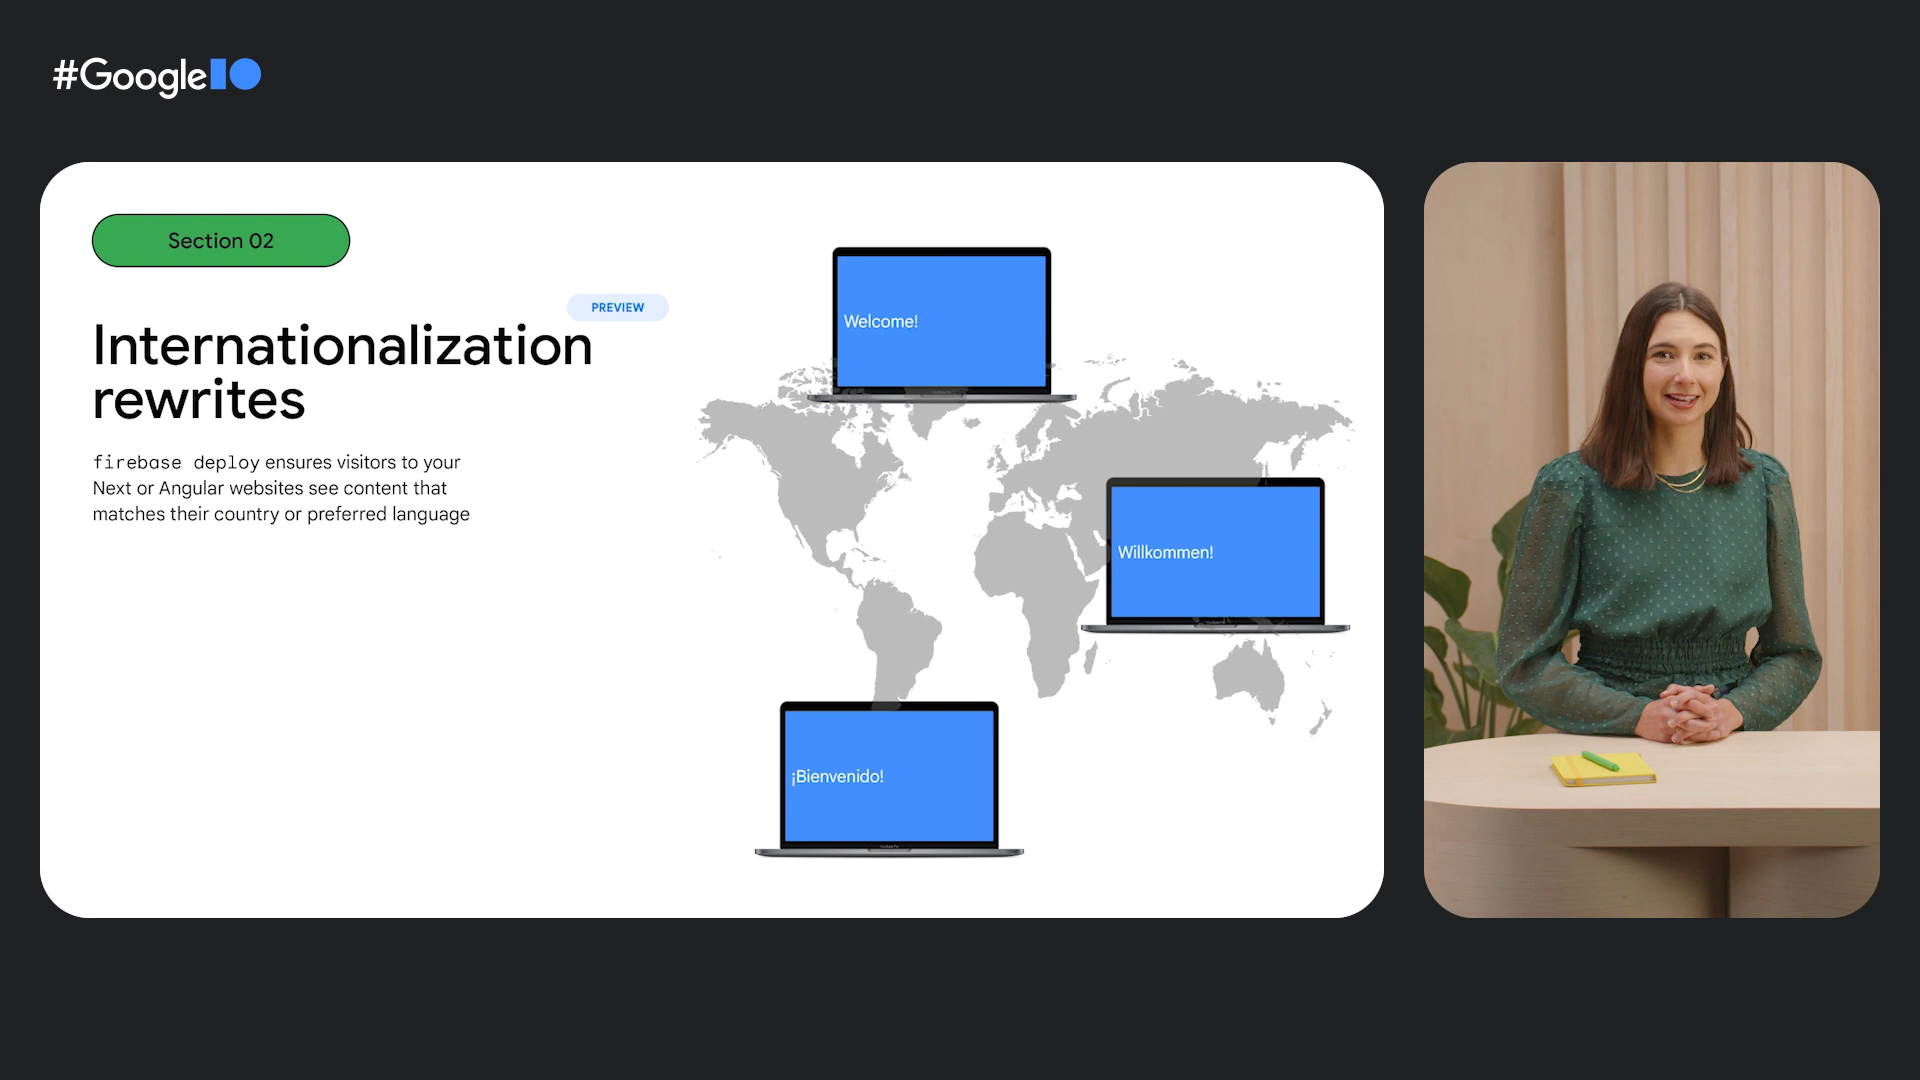 #GoogleIO
Section 02
PREVIEW
Internationalization
rewrites
firebase deploy ensures visitors to your
Next or Angular websites see content that
matches their country or preferred language
Welcome!
Willkommen!
¡Bienvenido!